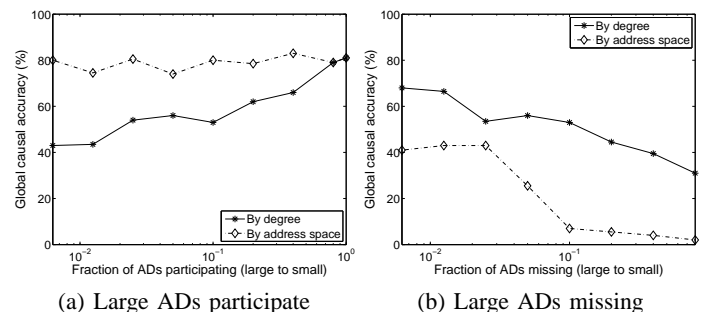 100
80
60
40
20
0
Global causal accuracy (%)
By degree
By address space
10⁻²
10⁻¹
10⁰
Fraction of ADs participating (large to small)
(a) Large ADs participate
100
80
60
40
20
0
Global causal accuracy (%)
By degree
By address space
10⁻²
10⁻¹
Fraction of ADs missing (large to small)
(b) Large ADs missing